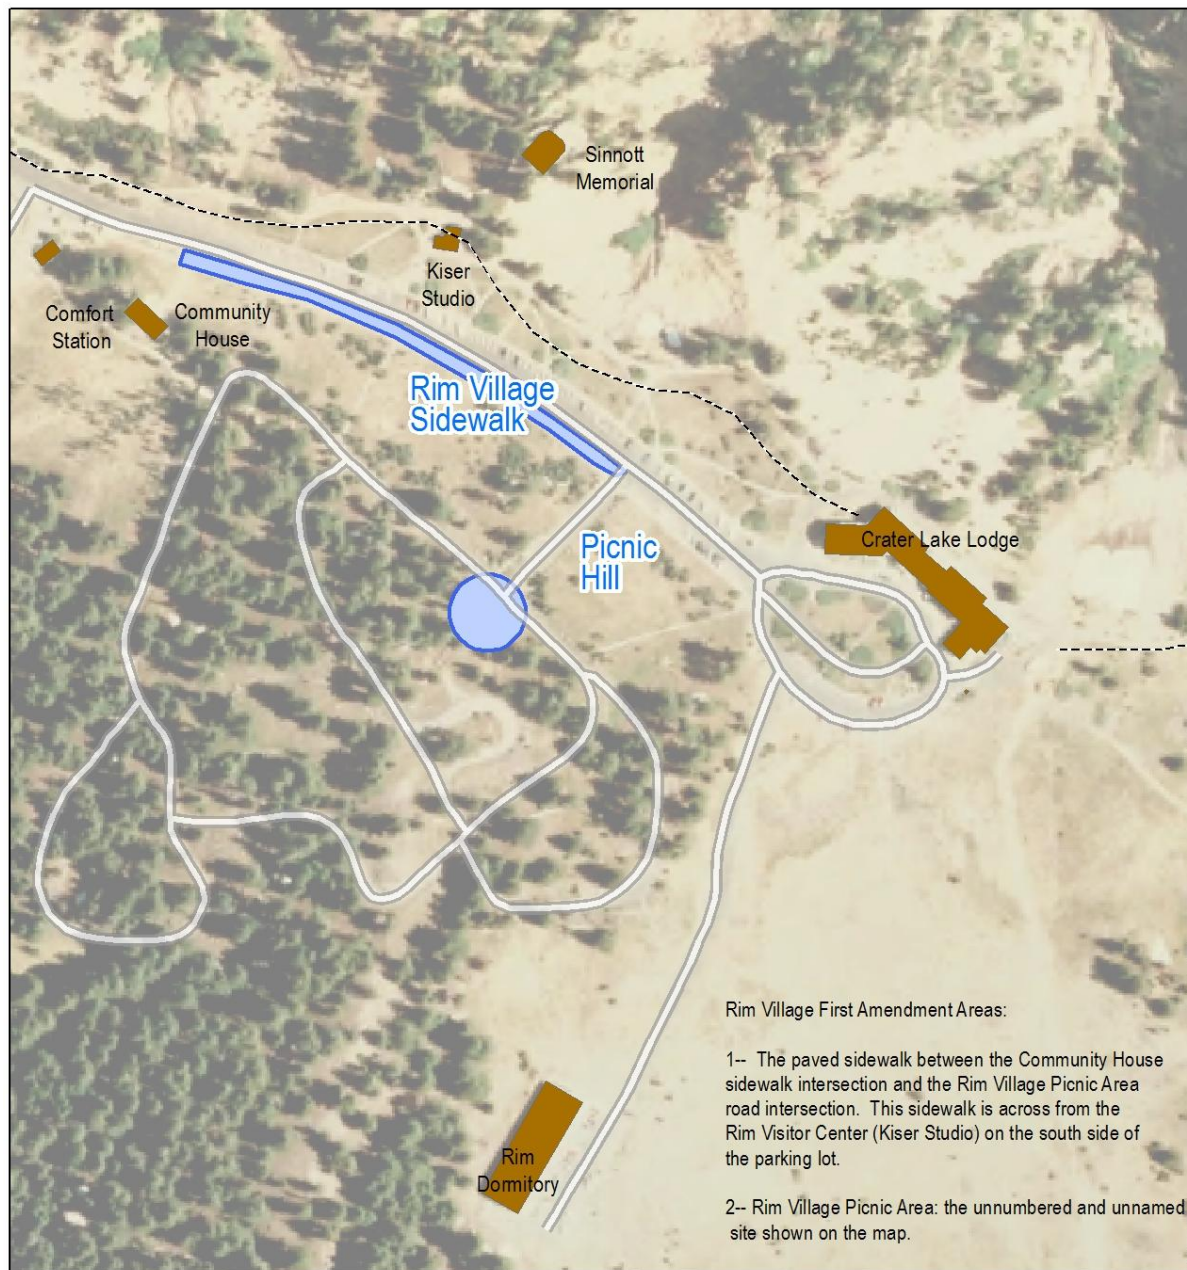 Sinnott
Memorial
Kiser
Studio
Comfort
Station
Community
House
Rim Village
Sidewalk
Picnic
Hill
Crater Lake Lodge
Rim
Dormitory
Rim Village First Amendment Areas:
1-- The paved sidewalk between the Community House
sidewalk intersection and the Rim Village Picnic Area
road intersection. This sidewalk is across from the
Rim Visitor Center (Kiser Studio) on the south side of
the parking lot.
2-- Rim Village Picnic Area: the unnumbered and unnamed
site shown on the map.